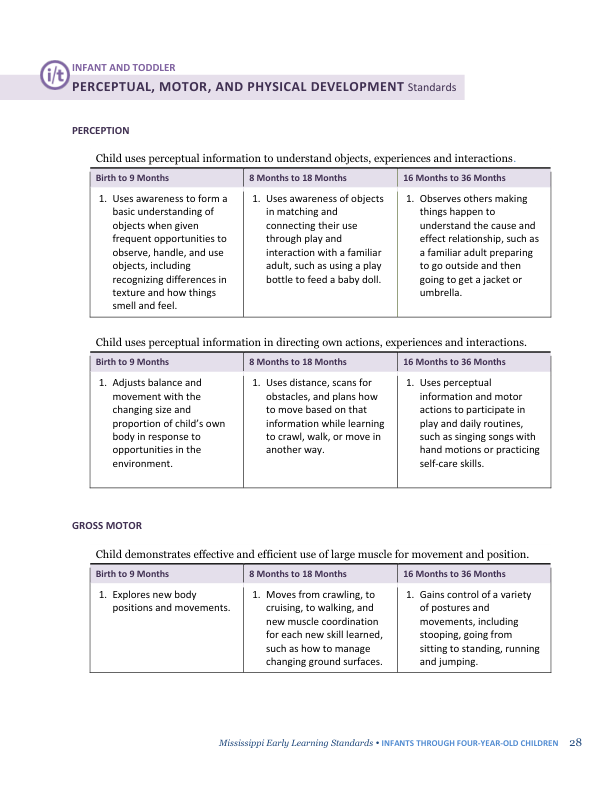 i/t
INFANT AND TODDLER
PERCEPTUAL, MOTOR, AND PHYSICAL DEVELOPMENT Standards
PERCEPTION
Child uses perceptual information to understand objects, experiences and interactions.
Birth to 9 Months
8 Months to 18 Months
16 Months to 36 Months
1. Uses awareness to form a
basic understanding of
objects when given
frequent opportunities to
observe, handle, and use
objects, including
recognizing differences in
texture and how things
smell and feel.
1. Uses awareness of objects
in matching and
connecting their use
through play and
interaction with a familiar
adult, such as using a play
bottle to feed a baby doll.
1. Observes others making
things happen to
understand the cause and
effect relationship, such as
a familiar adult preparing
to go outside and then
going to get a jacket or
umbrella.
Child uses perceptual information in directing own actions, experiences and interactions.
Birth to 9 Months
8 Months to 18 Months
16 Months to 36 Months
1. Adjusts balance and
movement with the
changing size and
proportion of child's own
body in response to
opportunities in the
environment.
1. Uses distance, scans for
obstacles, and plans how
to move based on that
information while learning
to crawl, walk, or move in
another way.
1. Uses perceptual
information and motor
actions to participate in
play and daily routines,
such as singing songs with
hand motions or practicing
self-care skills.
GROSS MOTOR
Child demonstrates effective and efficient use of large muscle for movement and position.
Birth to 9 Months
8 Months to 18 Months
16 Months to 36 Months
1. Explores new body
positions and movements.
1. Moves from crawling, to
cruising, to walking, and
new muscle coordination
for each new skill learned,
such as how to manage
changing ground surfaces.
1. Gains control of a variety
of postures and
movements, including
stooping, going from
sitting to standing, running
and jumping.
Mississippi Early Learning Standards • INFANTS THROUGH FOUR-YEAR-OLD CHILDREN 28